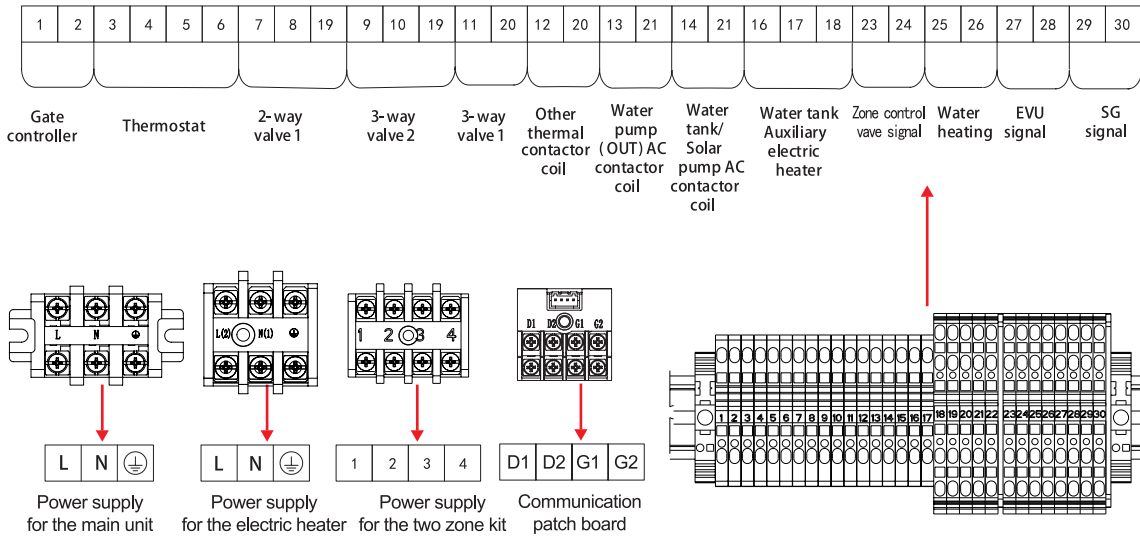 1 2 3 4 5 6 7 8 19 9 10 19 11 20 12 20 13 21 14 21 16 17 18 23 24 25 26 27 28 29 30
Gate
controller
Thermostat
2-way
valve 1
3-way
valve 2
3-way
valve 1
Other
thermal
contactor
coil
Water
pump
(OUT) AC
contactor
coil
Water
tank/
Solar
pump AC
contactor
coil
Water tank
Auxiliary
electric
heater
Zone control
vave signal
Water
heating
EVU
signal
SG
signal
L N
L(2) N(1)
1 2 3 4
D1 D2 G1 G2
1 2 3 4 5 6 7 8 9 10 11 12 13 14 15 16 17 18 19 20 21 22 23 24 25 26 27 28 29 30
L N
Power supply
for the main unit
L N
Power supply
for the electric heater
1 2 3 4
Power supply
for the two zone kit
D1 D2 G1 G2
Communication
patch board